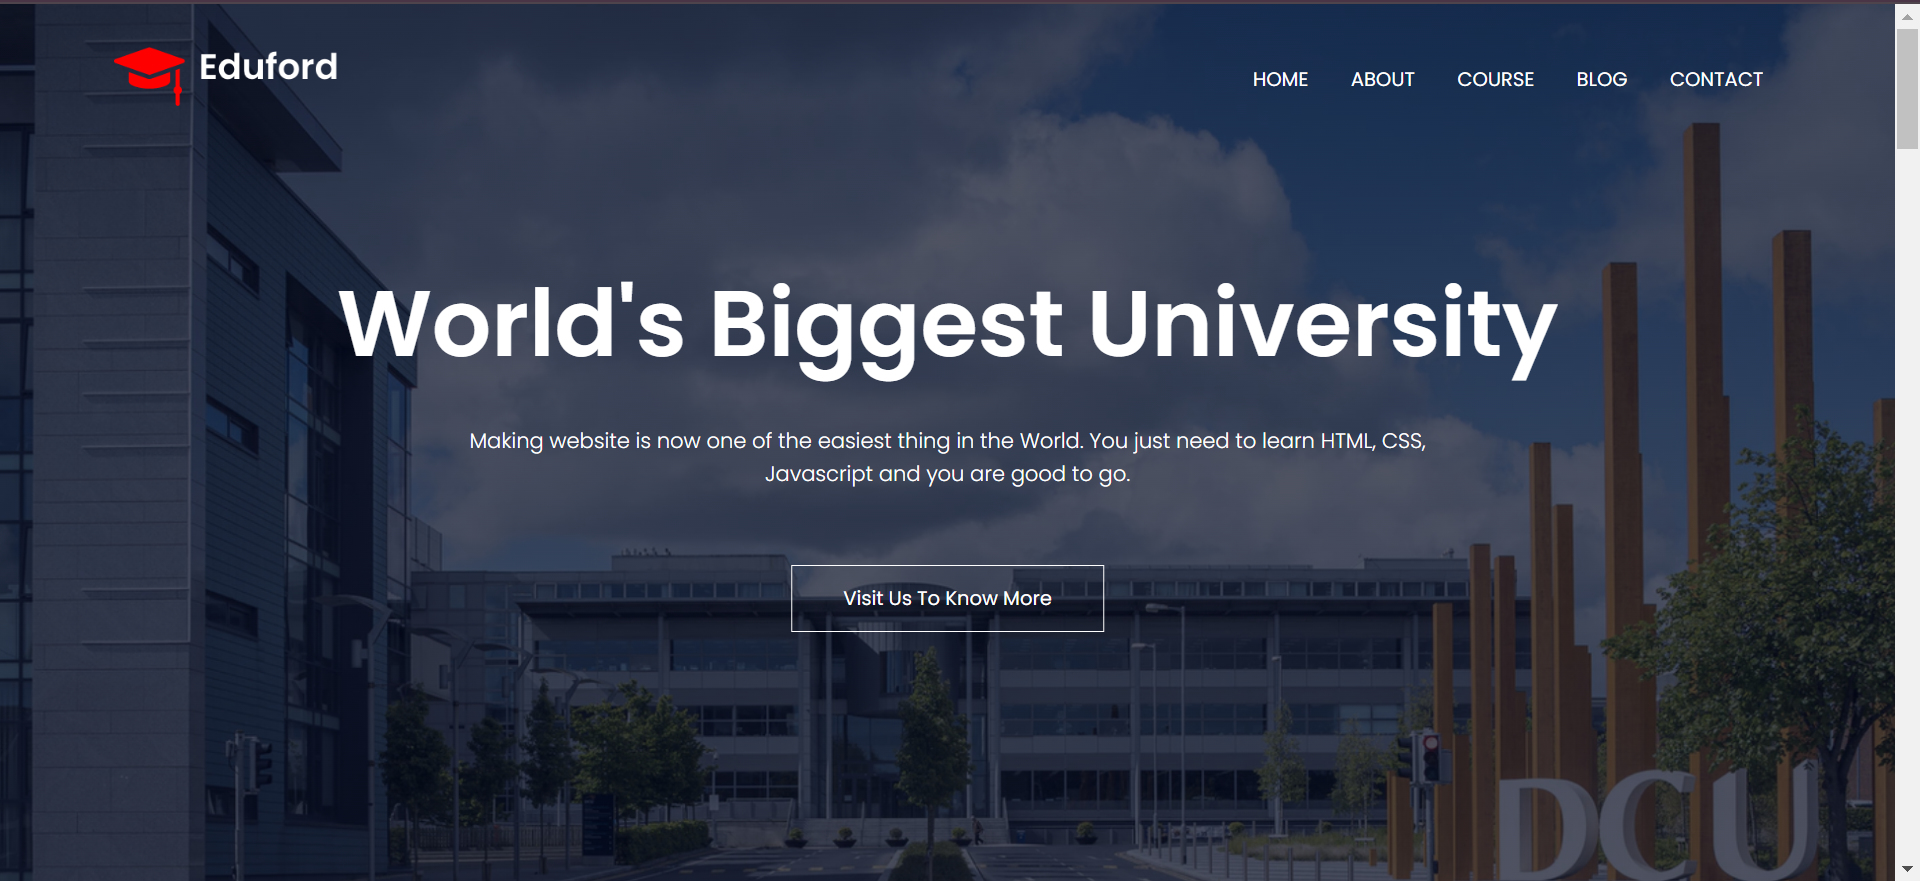 Eduford
HOME ABOUT COURSE BLOG CONTACT
World's Biggest University
Making website is now one of the easiest thing in the World. You just need to learn HTML, CSS,
Javascript and you are good to go.
Visit Us To Know More
DCU